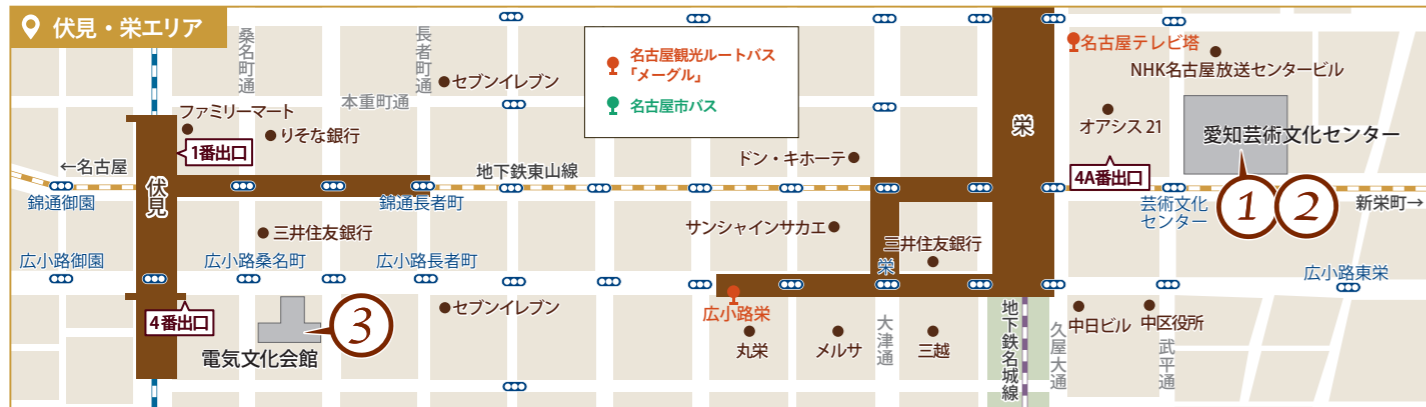 伏見・栄エリア
桑名町通
長者町通
名古屋観光ルートバス
「メーグル」
名古屋市バス
名古屋テレビ塔
NHK名古屋放送センタービル
セブンイレブン
本重町通
ファミリーマート
りそな銀行
1番出口
←名古屋
伏見
地下鉄東山線
ドン・キホーテ
栄
オアシス21
愛知芸術文化センター
4A番出口
錦通御園
錦通長者町
芸術文化
センター
1
2
新栄町→
三井住友銀行
サンシャインサカエ
三井住友銀行
広小路御園
広小路桑名町
広小路長者町
栄
広小路東栄
4番出口
3
電気文化会館
セブンイレブン
広小路栄
丸栄
メルサ
大津通
三越
地下鉄名城線
久屋大通
中日ビル
中区役所
武平通